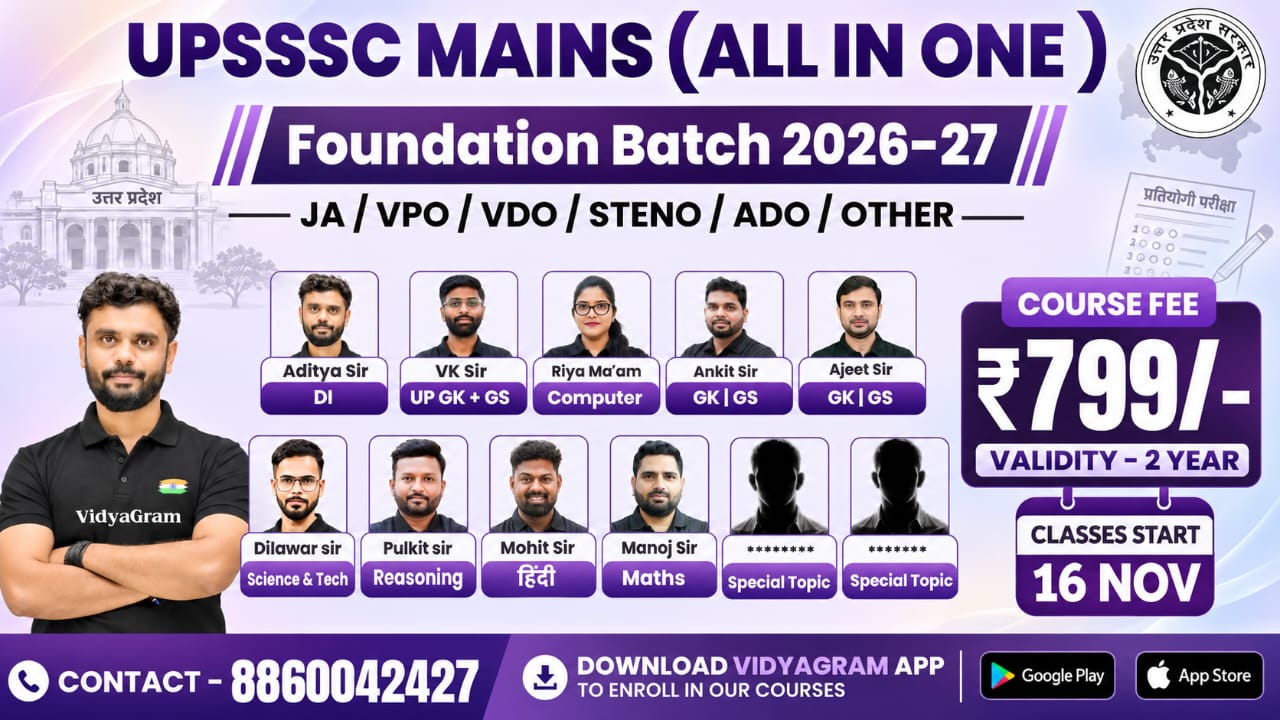 UPSSSC MAINS (ALL IN ONE )
उत्तर प्रदेश सरकार
Foundation Batch 2026-27
उत्तर प्रदेश
JA / VPO / VDO / STENO / ADO / OTHER
प्रतियोगी परीक्षा
1
2
3
Aditya Sir
DI
VK Sir
UP GK + GS
Riya Ma'am
Computer
Ankit Sir
GK | GS
Ajeet Sir
GK | GS
COURSE FEE
₹799/-
VALIDITY - 2 YEAR
VidyaGram
Dilawar sir
Science & Tech
Pulkit sir
Reasoning
Mohit Sir
हिंदी
Manoj Sir
Maths
********
Special Topic
*******
Special Topic
CLASSES START
16 NOV
CONTACT - 8860042427
DOWNLOAD VIDYAGRAM APP
TO ENROLL IN OUR COURSES
Google Play
App Store